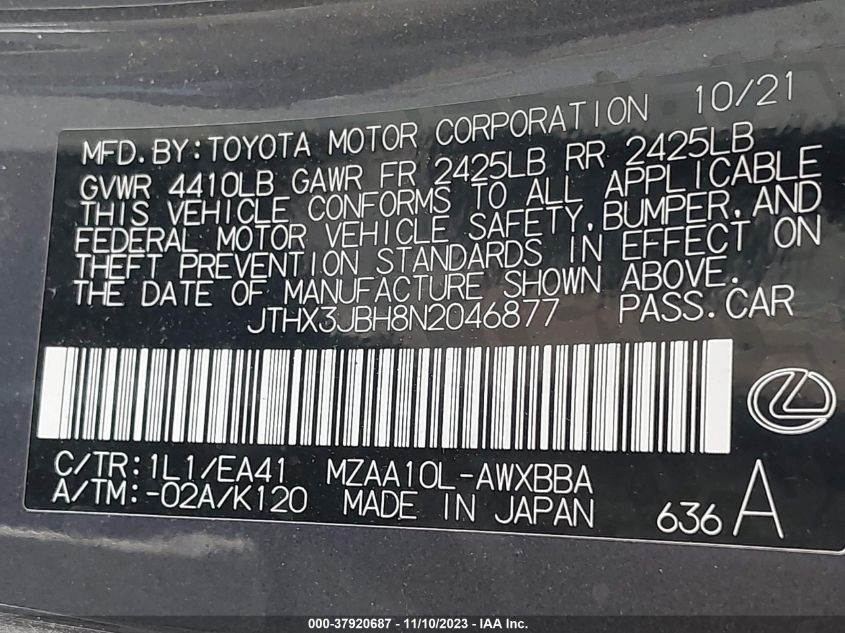 MFD.BY:TOYOTA MOTOR CORPORATION 10/21
GVWR 4410LB GAWR FR 2425LB RR 2425LB
THIS VEHICLE CONFORMS TO ALL APPLICABLE
FEDERAL MOTOR VEHICLE SAFETY,BUMPER,AND
THEFT PREVENTION STANDARDS IN EFFECT ON
THE DATE OF MANUFACTURE SHOWN ABOVE.
JTHX3JBH8N2046877 PASS.CAR
C/TR:1L1/EA41 MZAA10L-AWXBBA
A/TM:-02A/K120 MADE IN JAPAN 636 A
000-37920687 - 11/10/2023 - IAA Inc.